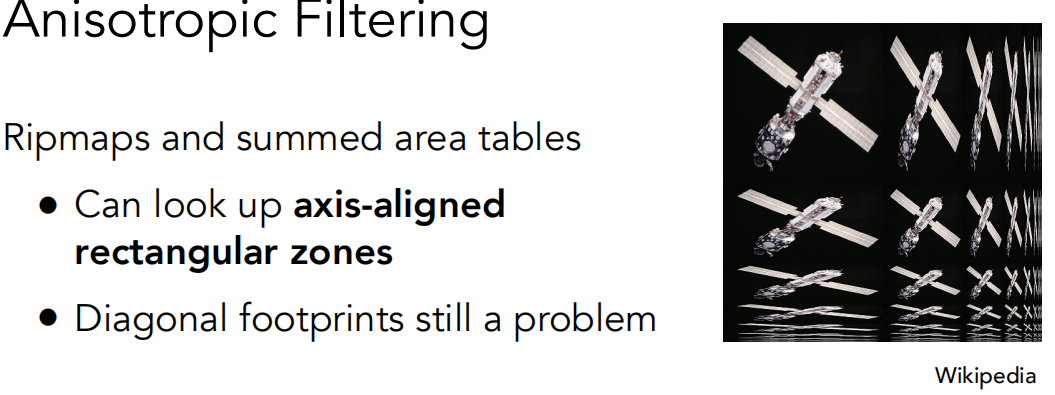 Anisotropic Filtering
Ripmaps and summed area tables
• Can look up axis-aligned
rectangular zones
• Diagonal footprints still a problem
Wikipedia